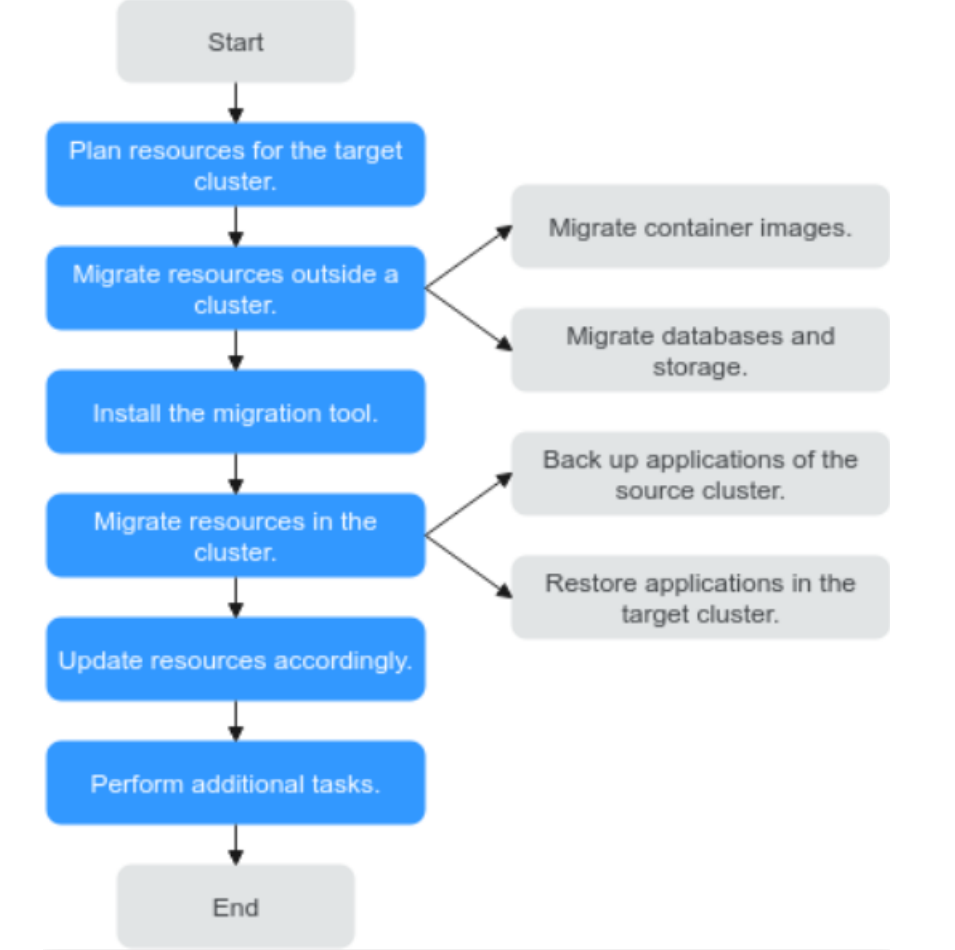 Start
Plan resources for the target
cluster.
Migrate resources outside a
cluster.
Migrate container images.
Migrate databases and
storage.
Install the migration tool.
Migrate resources in the
cluster.
Back up applications of the
source cluster.
Restore applications in the
target cluster.
Update resources accordingly.
Perform additional tasks.
End